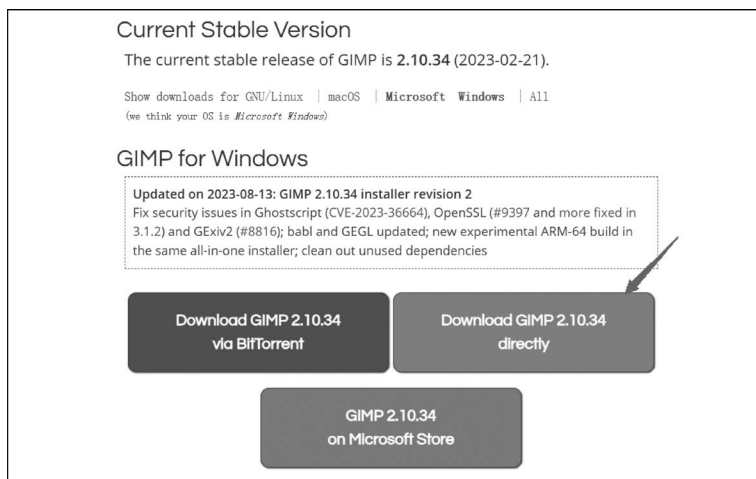 Current Stable Version
The current stable release of GIMP is 2.10.34 (2023-02-21).
Show downloads for GNU/Linux | macOS | Microsoft Windows | All
(we think your OS is Microsoft Windows)
GIMP for Windows
Updated on 2023-08-13: GIMP 2.10.34 installer revision 2
Fix security issues in Ghostscript (CVE-2023-36664), OpenSSL (#9397 and more fixed in
3.1.2) and GExiv2 (#8816); babl and GEGL updated; new experimental ARM-64 build in
the same all-in-one installer; clean out unused dependencies
Download GIMP 2.10.34
via BitTorrent
Download GIMP 2.10.34
directly
GIMP 2.10.34
on Microsoft Store